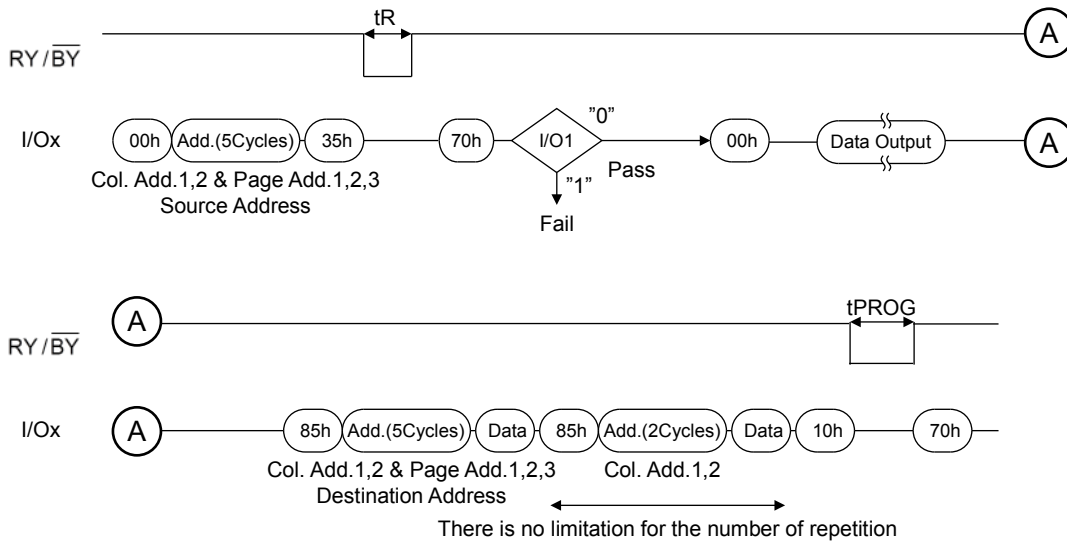 tR
RY/BY
A
I/Ox
00h Add.(5Cycles) 35h 70h I/O1 "0" 00h Data Output A
Pass
"1"
Col. Add.1,2 & Page Add.1,2,3
Source Address
Fail
A
tPROG
RY/BY
I/Ox
A 85h Add.(5Cycles) Data 85h Add.(2Cycles) Data 10h 70h
Col. Add.1,2 & Page Add.1,2,3 Col. Add.1,2
Destination Address
There is no limitation for the number of repetition